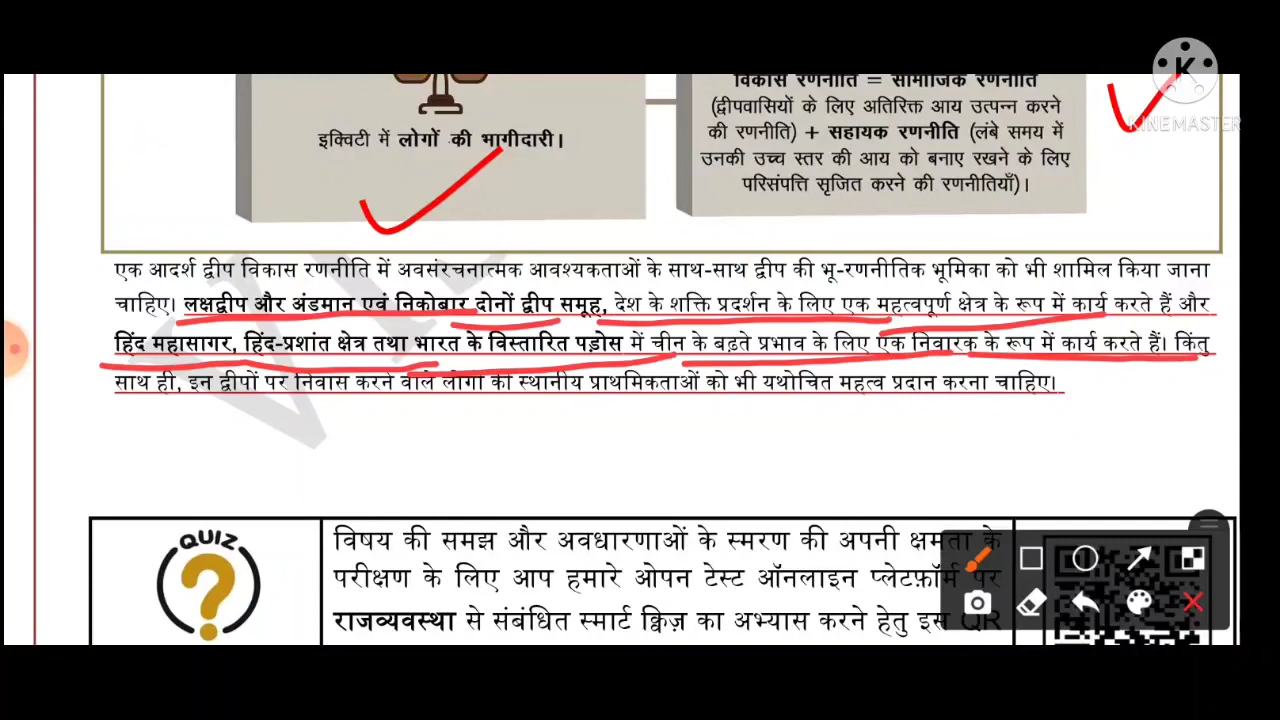 KINEMASTER
विकास रणनीति = सामाजिक रणनीति
(द्वीपवासियों के लिए अतिरिक्त आय उत्पन्न करने
की रणनीति) + सहायक रणनीति (लंबे समय में
उनकी उच्च स्तर की आय को बनाए रखने के लिए
परिसंपत्ति सृजित करने की रणनीतियाँ)।
इक्विटी में लोगों की भागीदारी।
एक आदर्श द्वीप विकास रणनीति में अवसंरचनात्मक आवश्यकताओं के साथ-साथ द्वीप की भू-रणनीतिक भूमिका को भी शामिल किया जाना
चाहिए। लक्षद्वीप और अंडमान एवं निकोबार दोनों द्वीप समूह, देश के शक्ति प्रदर्शन के लिए एक महत्वपूर्ण क्षेत्र के रूप में कार्य करते हैं और
हिंद महासागर, हिंद-प्रशांत क्षेत्र तथा भारत के विस्तारित पड़ोस में चीन के बढ़ते प्रभाव के लिए एक निवारक के रूप में कार्य करते हैं। किंतु
साथ ही, इन द्वीपों पर निवास करने वाले लोगों की स्थानीय प्राथमिकताओं को भी यथोचित महत्व प्रदान करना चाहिए।
QUIZ
विषय की समझ और अवधारणाओं के स्मरण की अपनी क्षमता के
परीक्षण के लिए आप हमारे ओपन टेस्ट ऑनलाइन प्लेटफ़ॉर्म पर
राजव्यवस्था से संबंधित स्मार्ट क्विज़ का अभ्यास करने हेतु इस QR